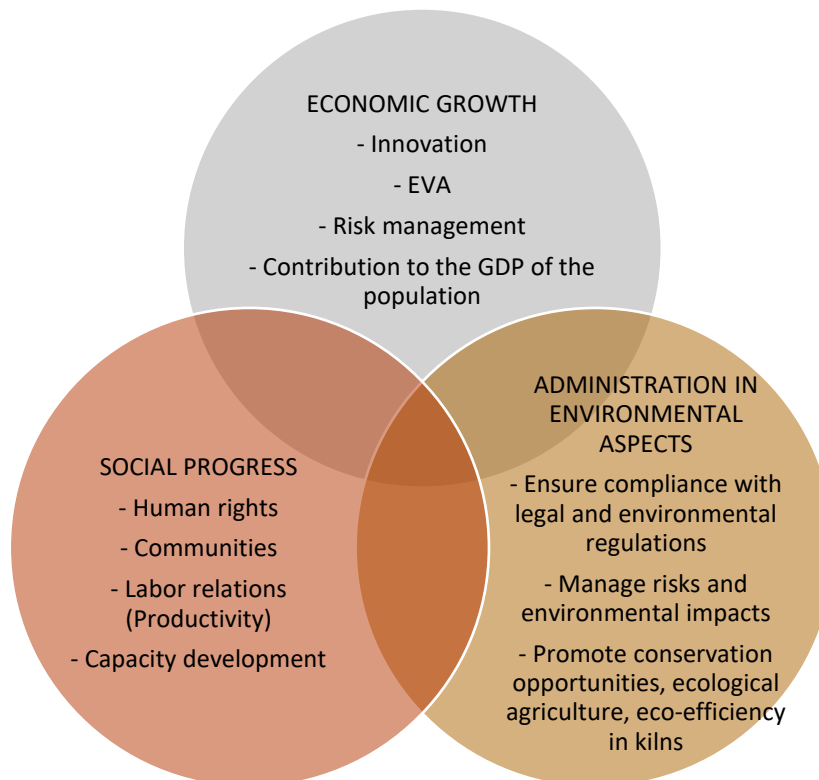 ECONOMIC GROWTH
- Innovation
- EVA
- Risk management
- Contribution to the GDP of the
population
SOCIAL PROGRESS
- Human rights
- Communities
- Labor relations
(Productivity)
- Capacity development
ADMINISTRATION IN
ENVIRONMENTAL
ASPECTS
- Ensure compliance with
legal and environmental
regulations
- Manage risks and
environmental impacts
- Promote conservation
opportunities, ecological
agriculture, eco-efficiency
in kilns